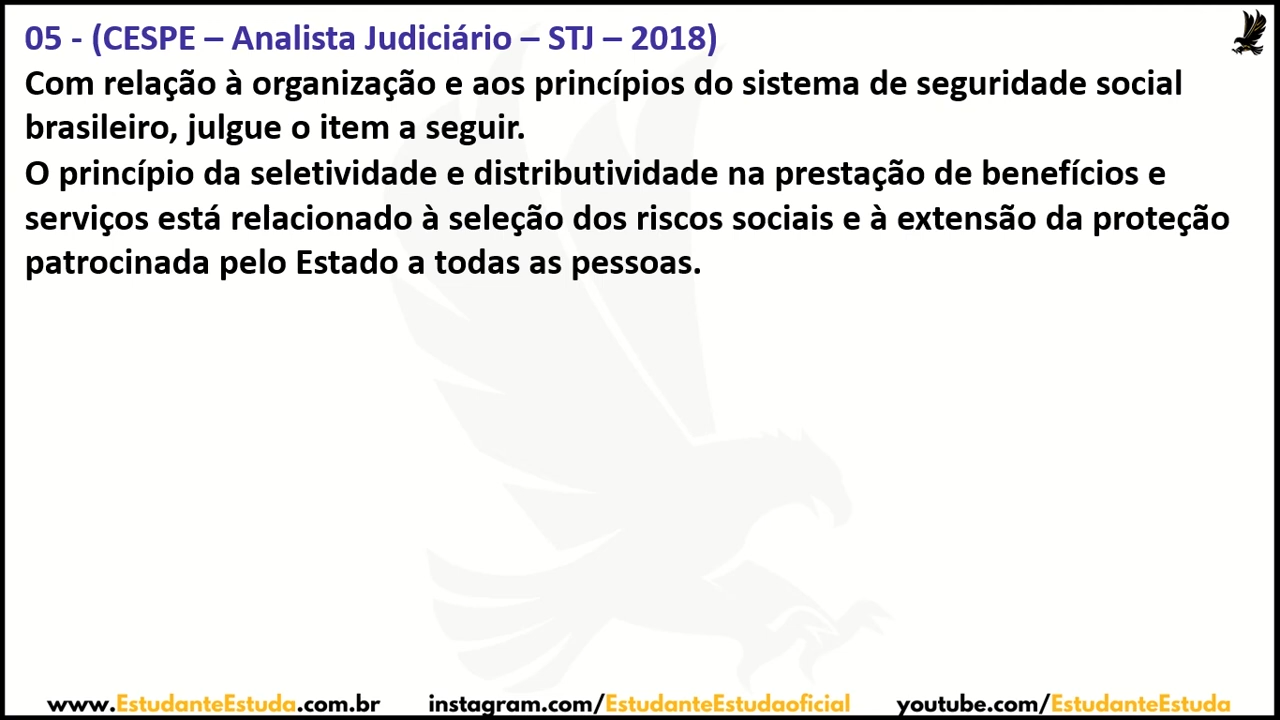 05 - (CESPE – Analista Judiciário – STJ – 2018)
Com relação à organização e aos princípios do sistema de seguridade social
brasileiro, julgue o item a seguir.
O princípio da seletividade e distributividade na prestação de benefícios e
serviços está relacionado à seleção dos riscos sociais e à extensão da proteção
patrocinada pelo Estado a todas as pessoas.
www.EstudanteEstuda.com.br instagram.com/EstudanteEstudaoficial youtube.com/EstudanteEstuda